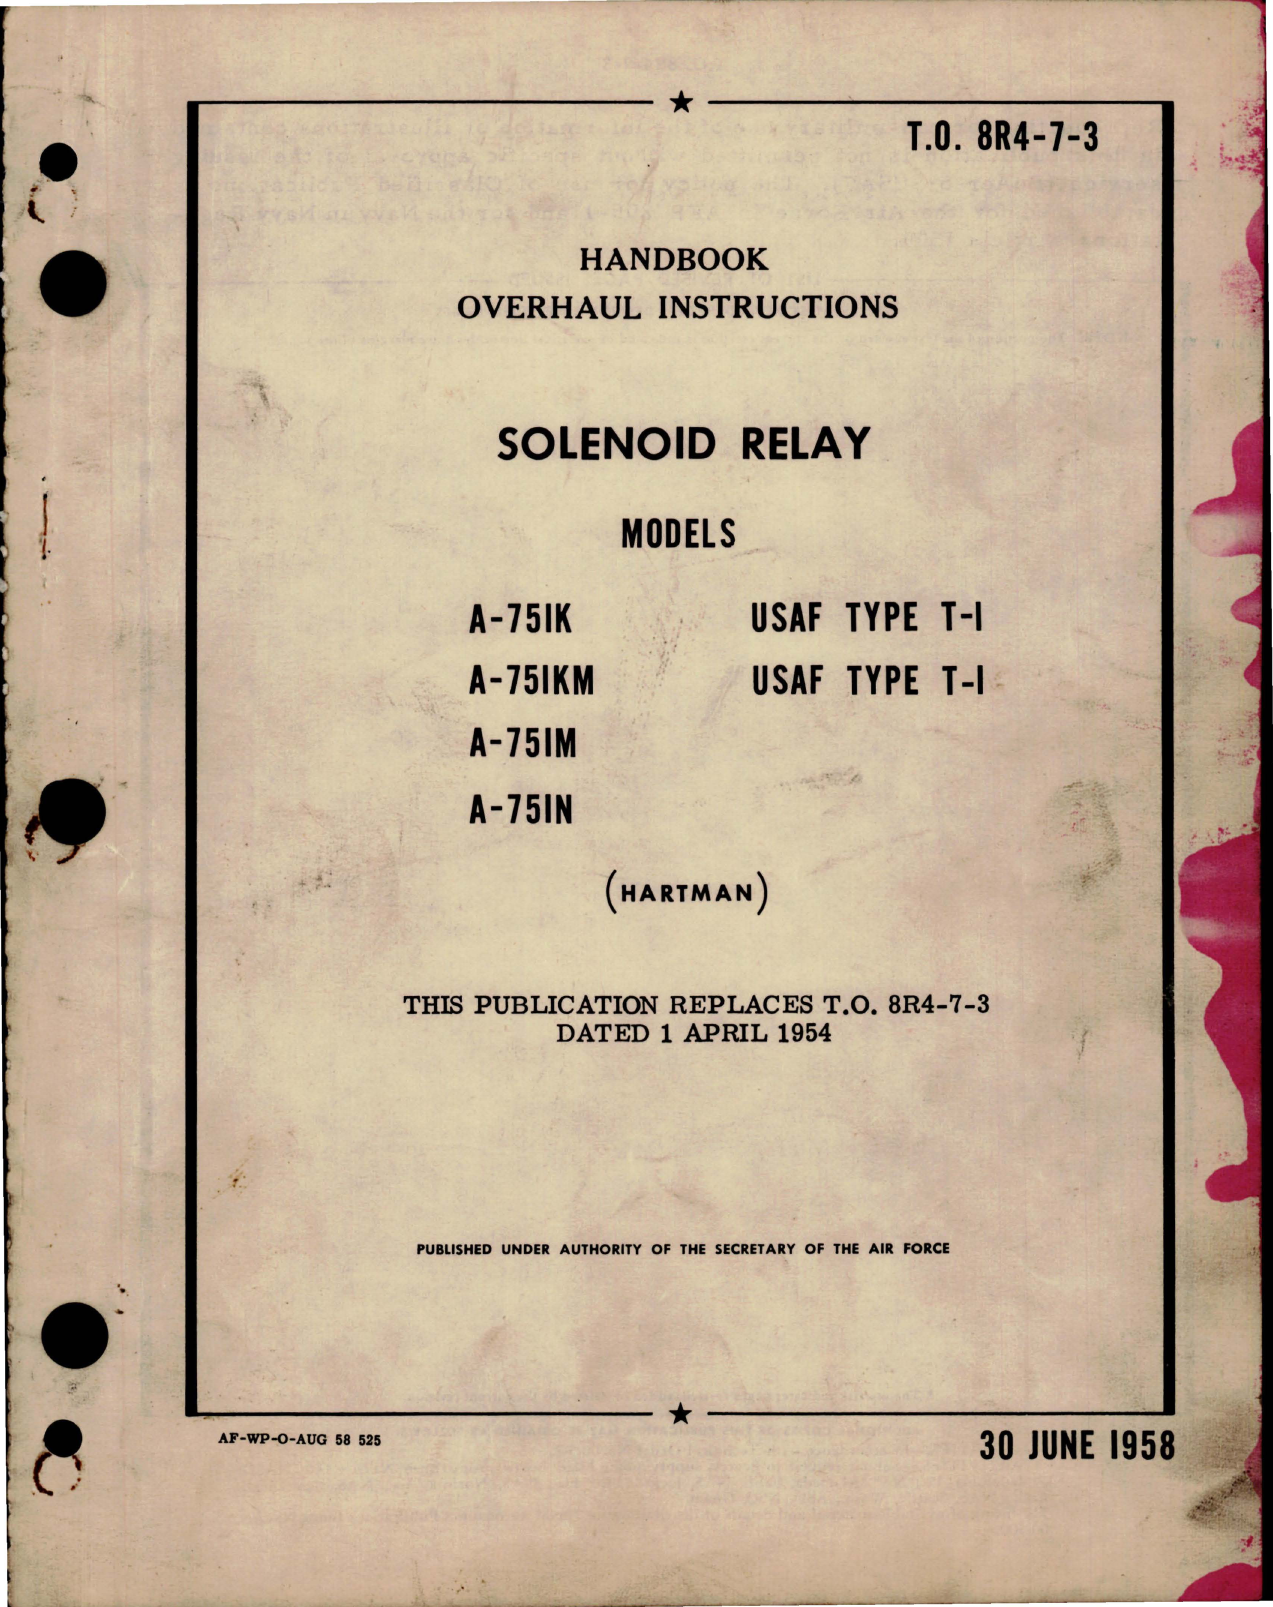 T.O. 8R4-7-3
HANDBOOK
OVERHAUL INSTRUCTIONS
SOLENOID RELAY
MODELS
A-751K USAF TYPE T-1
A-751KM USAF TYPE T-1
A-751M
A-751N
(HARTMAN)
THIS PUBLICATION REPLACES T.O. 8R4-7-3
DATED 1 APRIL 1954
PUBLISHED UNDER AUTHORITY OF THE SECRETARY OF THE AIR FORCE
AF-WP-O-AUG 58 525
30 JUNE 1958